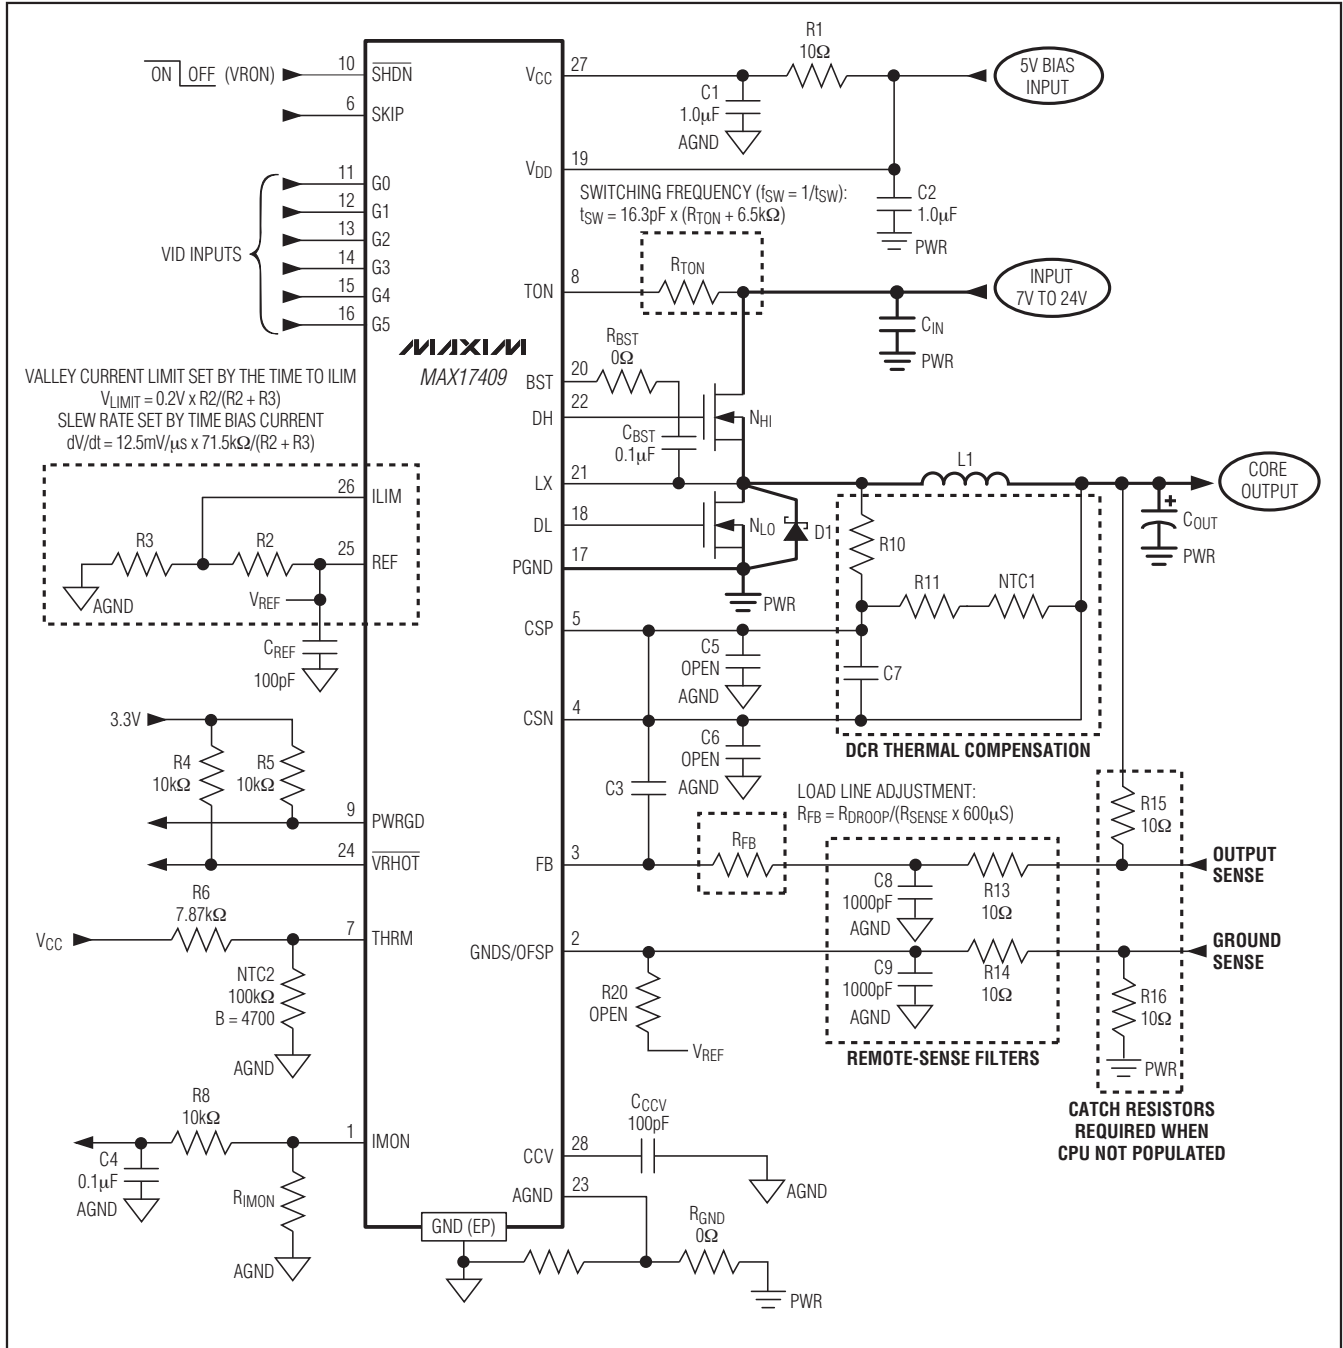 ON OFF (VRON)
10
SHDN
6
SKIP
11
G0
12
G1
13
G2
14
G3
15
G4
16
G5
VID INPUTS
MAXIM
MAX17409
VALLEY CURRENT LIMIT SET BY THE TIME TO ILIM
VLIMIT = 0.2V x R2/(R2 + R3)
SLEW RATE SET BY TIME BIAS CURRENT
dV/dt = 12.5mV/µs x 71.5kΩ/(R2 + R3)
26
ILIM
R3
R2
25
REF
AGND
VREF
CREF
100pF
3.3V
R4
10kΩ
R5
10kΩ
9
PWRGD
24
VRHOT
R6
7.87kΩ
VCC
7
THRM
NTC2
100kΩ
B = 4700
AGND
R8
10kΩ
1
IMON
C4
0.1µF
AGND
RIMON
AGND
GND (EP)
VCC
27
R1
10Ω
5V BIAS
INPUT
C1
1.0µF
AGND
VDD
19
C2
1.0µF
PWR
SWITCHING FREQUENCY (fSW = 1/tSW):
tSW = 16.3pF x (RTON + 6.5kΩ)
RTON
TON
8
INPUT
7V TO 24V
CIN
PWR
RBST
0Ω
BST
20
DH
22
NHI
CBST
0.1µF
LX
21
L1
CORE
OUTPUT
DL
18
NLO
D1
COUT
PWR
PGND
17
PWR
R10
R11
NTC1
CSP
5
C5
OPEN
AGND
C7
CSN
4
C6
OPEN
AGND
DCR THERMAL COMPENSATION
C3
LOAD LINE ADJUSTMENT:
RFB = RDROOP/(RSENSE x 600µS)
R15
10Ω
RFB
FB
3
OUTPUT
SENSE
C8
1000pF
AGND
R13
10Ω
GNDS/OFSP
2
GROUND
SENSE
C9
1000pF
AGND
R14
10Ω
R20
OPEN
VREF
R16
10Ω
PWR
REMOTE-SENSE FILTERS
CATCH RESISTORS
REQUIRED WHEN
CPU NOT POPULATED
CCCV
100pF
CCV
28
AGND
AGND
23
RGND
0Ω
PWR